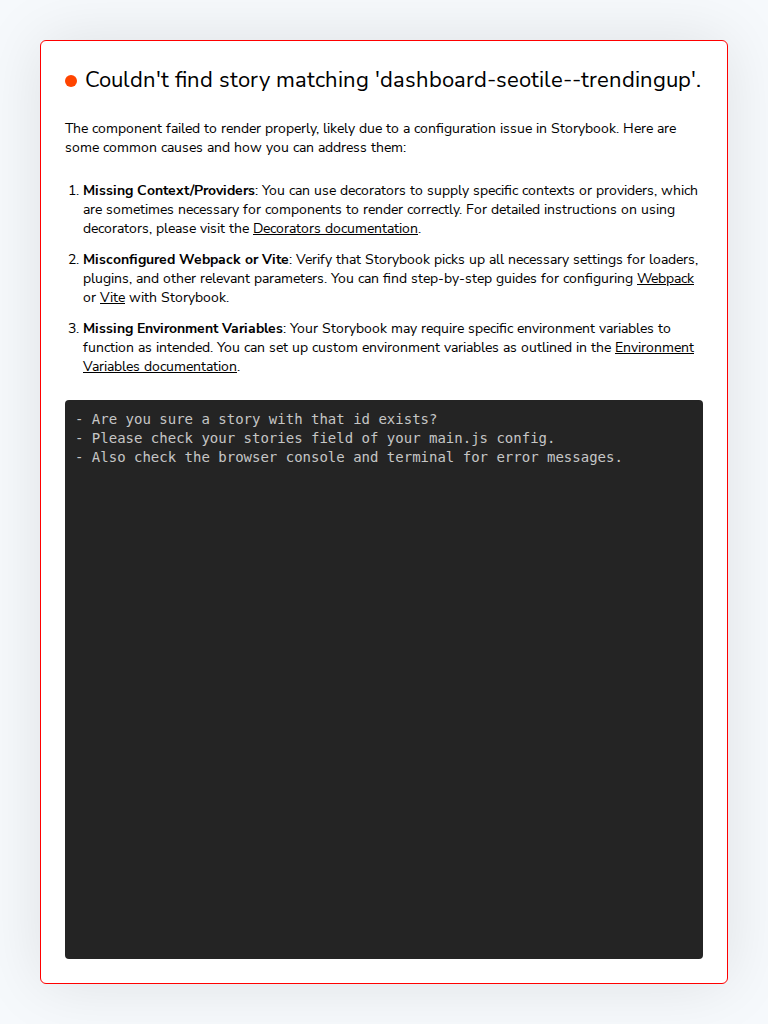 Couldn't find story matching 'dashboard-seotile--trendingup'.
The component failed to render properly, likely due to a configuration issue in Storybook. Here are
some common causes and how you can address them:
1. Missing Context/Providers: You can use decorators to supply specific contexts or providers, which
are sometimes necessary for components to render correctly. For detailed instructions on using
decorators, please visit the Decorators documentation.
2. Misconfigured Webpack or Vite: Verify that Storybook picks up all necessary settings for loaders,
plugins, and other relevant parameters. You can find step-by-step guides for configuring Webpack
or Vite with Storybook.
3. Missing Environment Variables: Your Storybook may require specific environment variables to
function as intended. You can set up custom environment variables as outlined in the Environment
Variables documentation.
- Are you sure a story with that id exists?
- Please check your stories field of your main.js config.
- Also check the browser console and terminal for error messages.